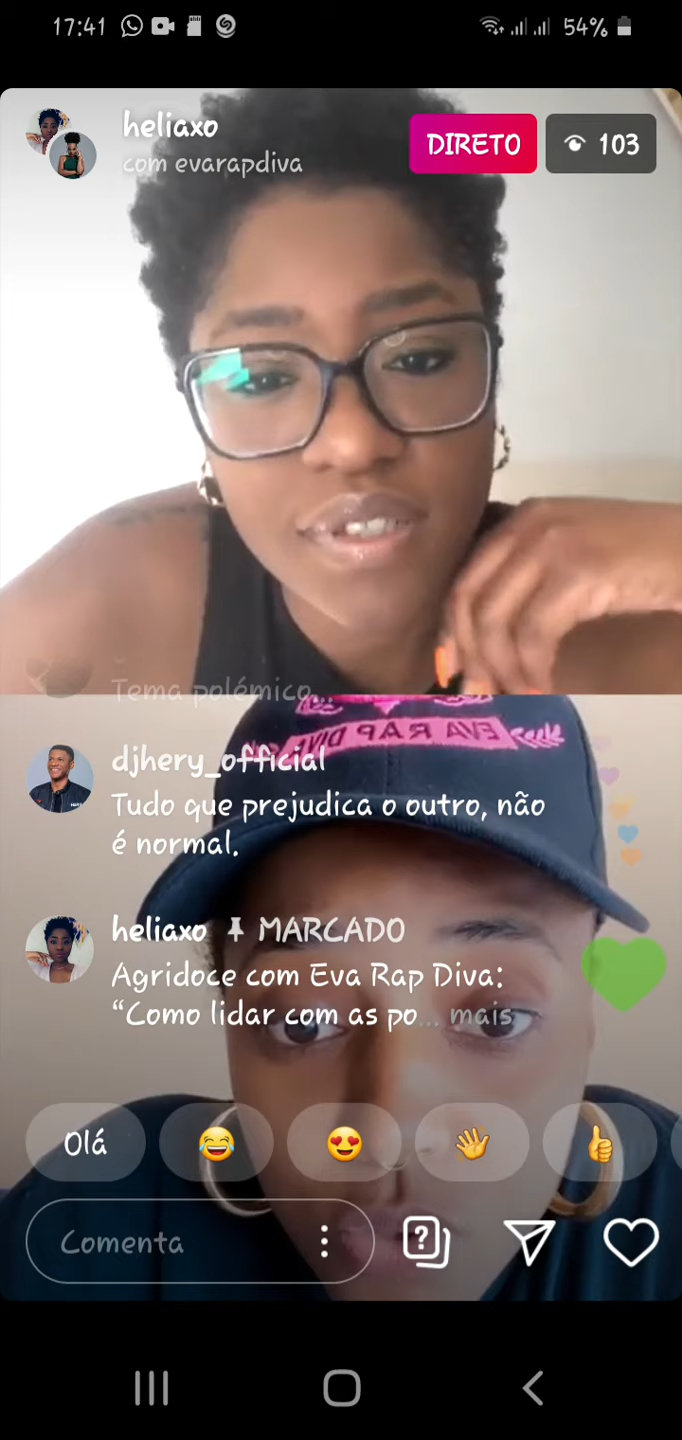 17:41
54%
heliaxo
com evarapdiva
DIRETO
103
Tema polémico...
EVA RAP DIVA
djhery_official
Tudo que prejudica o outro, não
é normal.
heliaxo MARCADO
Agridoce com Eva Rap Diva:
“Como lidar com as po... mais
Olá
Comenta